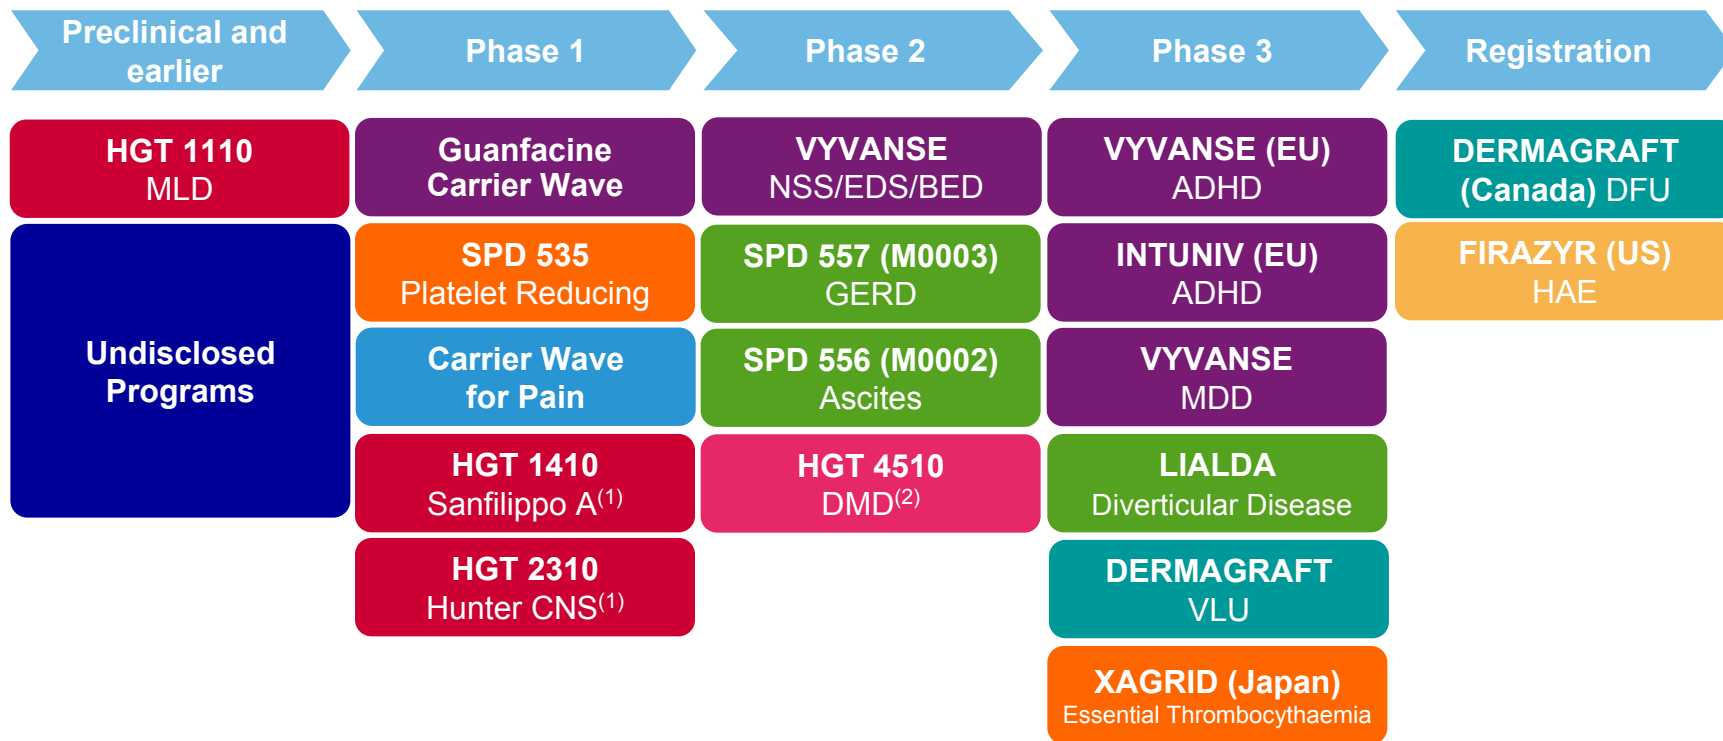 Preclinical and
earlier
Phase 1
Phase 2
Phase 3
Registration
HGT 1110
MLD
Undisclosed
Programs
Guanfacine
Carrier Wave
SPD 535
Platelet Reducing
Carrier Wave
for Pain
HGT 1410
Sanfilippo A(1)
HGT 2310
Hunter CNS(1)
VYVANSE
NSS/EDS/BED
SPD 557 (M0003)
GERD
SPD 556 (M0002)
Ascites
HGT 4510
DMD(2)
VYVANSE (EU)
ADHD
INTUNIV (EU)
ADHD
VYVANSE
MDD
LIALDA
Diverticular Disease
DERMAGRAFT
VLU
XAGRID (Japan)
Essential Thrombocythaemia
DERMAGRAFT
(Canada) DFU
FIRAZYR (US)
HAE